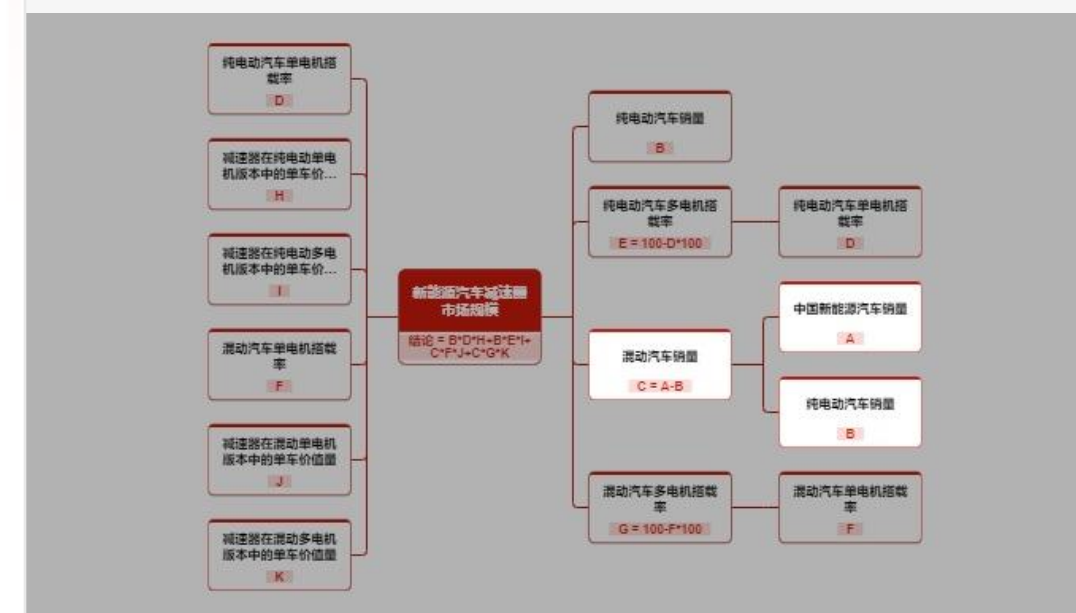 纯电动汽车单电机搭
载率
D
减速器在纯电动单电
机版本中的单车价...
H
减速器在纯电动多电
机版本中的单车价...
I
混动汽车单电机搭载
率
F
减速器在混动单电机
版本中的单车价值量
J
减速器在混动多电机
版本中的单车价值量
K
新能源汽车减速器
市场规模
结论 = B*D*H+B*E*I+
C*F*J+C*G*K
纯电动汽车销量
B
纯电动汽车多电机搭
载率
E = 100-D*100
纯电动汽车单电机搭
载率
D
混动汽车销量
C = A-B
中国新能源汽车销量
A
纯电动汽车销量
B
混动汽车多电机搭载
率
G = 100-F*100
混动汽车单电机搭载
率
F